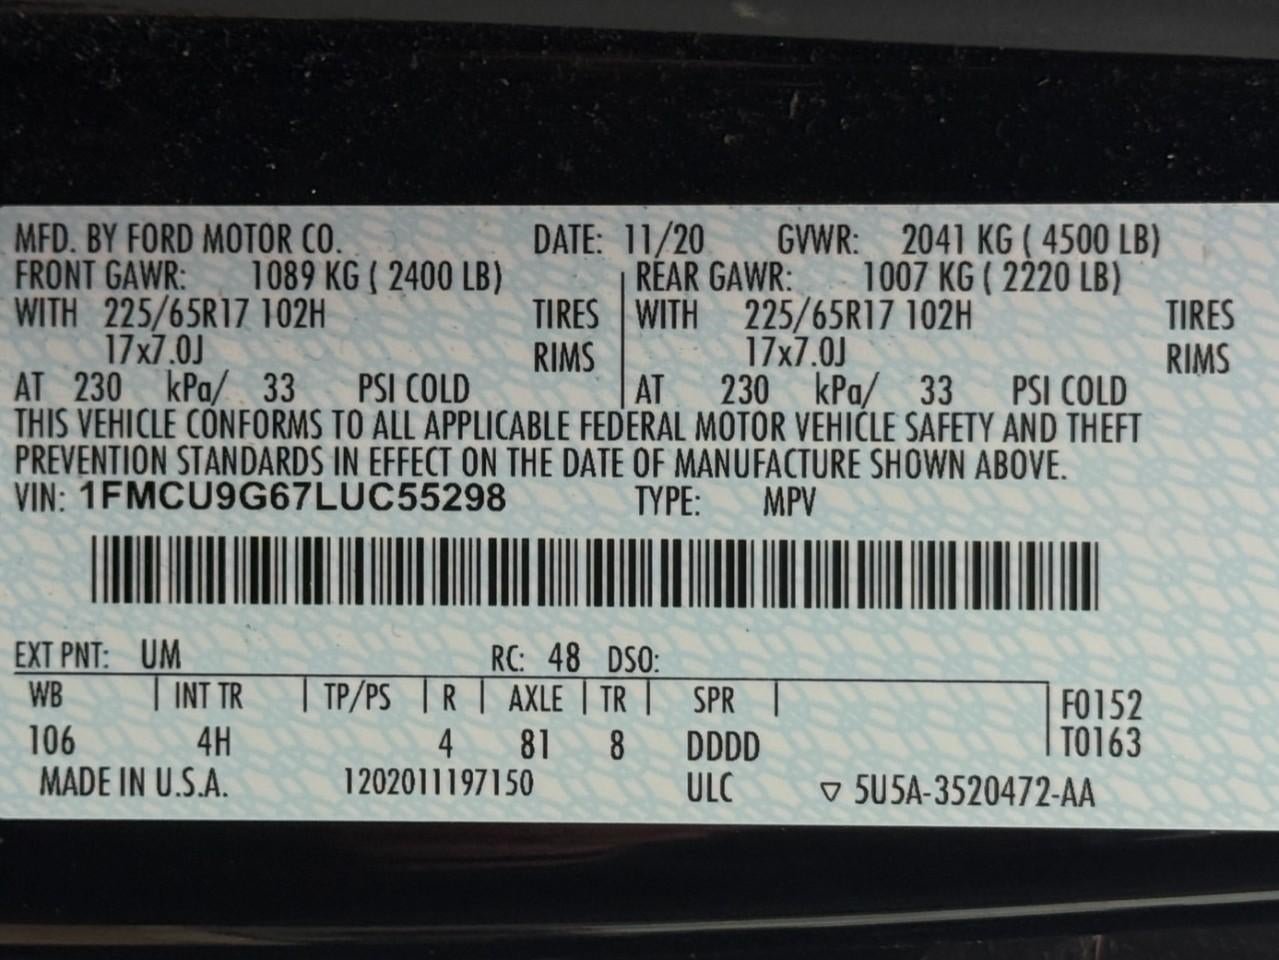 MFD. BY FORD MOTOR CO. DATE: 11/20 GVWR: 2041 KG ( 4500 LB)
FRONT GAWR: 1089 KG ( 2400 LB) REAR GAWR: 1007 KG ( 2220 LB)
WITH 225/65R17 102H TIRES WITH 225/65R17 102H TIRES
17x7.0J RIMS 17x7.0J RIMS
AT 230 kPa/ 33 PSI COLD AT 230 kPa/ 33 PSI COLD
THIS VEHICLE CONFORMS TO ALL APPLICABLE FEDERAL MOTOR VEHICLE SAFETY AND THEFT
PREVENTION STANDARDS IN EFFECT ON THE DATE OF MANUFACTURE SHOWN ABOVE.
VIN: 1FMCU9G67LUC55298 TYPE: MPV
EXT PNT: UM RC: 48 DSO:
WB INT TR TP/PS R AXLE TR SPR F0152
106 4H 4 81 8 DDDD T0163
MADE IN U.S.A. 1202011197150 ULC ▽ 5U5A-3520472-AA